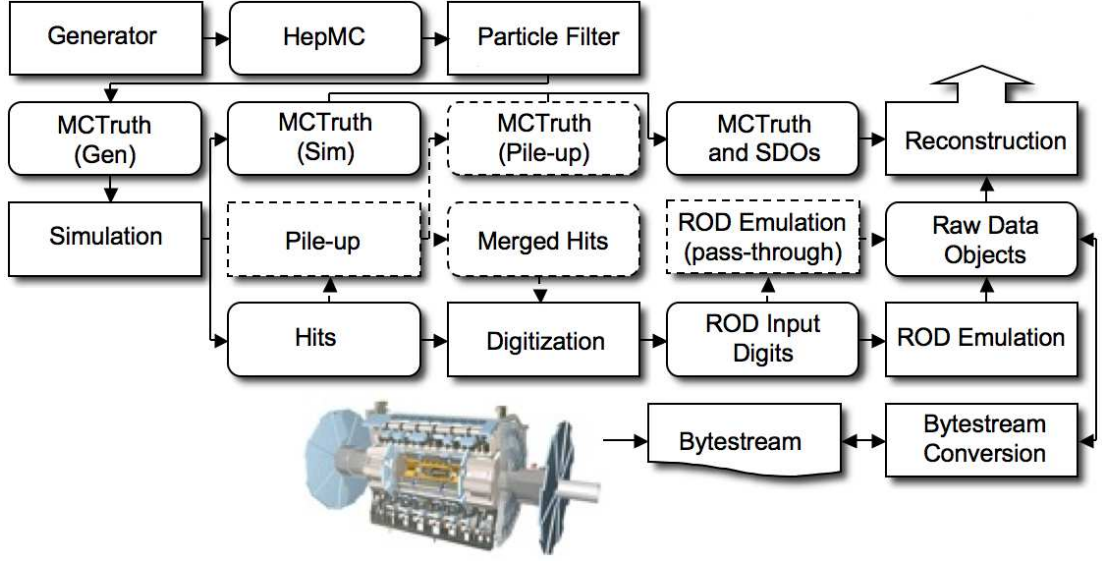 Generator
HepMC
Particle Filter
MCTruth
(Gen)
MCTruth
(Sim)
MCTruth
(Pile-up)
MCTruth
and SDOs
Reconstruction
Simulation
Pile-up
Merged Hits
ROD Emulation
(pass-through)
Raw Data
Objects
Hits
Digitization
ROD Input
Digits
ROD Emulation
Bytestream
Bytestream
Conversion